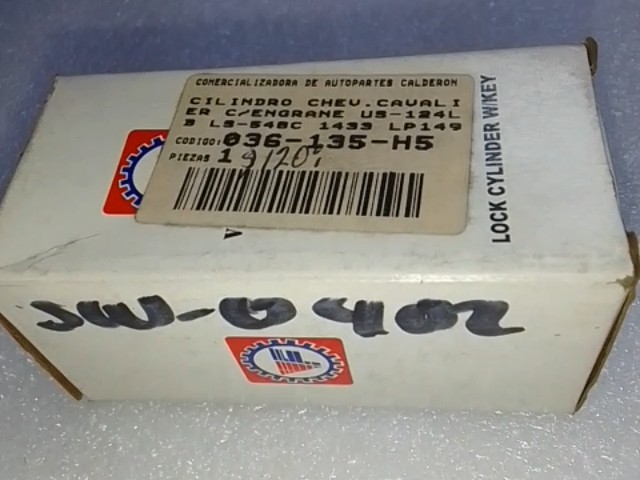 COMERCIALIZADORA DE AUTOPARTES CALDERON
CILINDRO CHEV.CAVALI
ER C/ENGRANE US-124L
B LS-548C 1433 LP149
CODIGO: 036-135-H5
PIEZAS 1
LOCK CYLINDER W/KEY
SW-0402